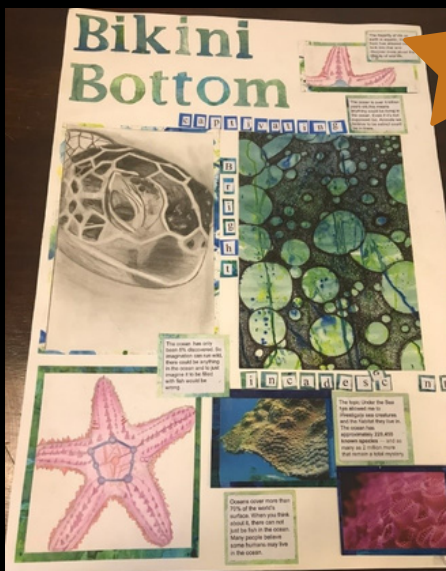 Bikini
Bottom
captivating
Bright
The ocean has only
been 5% discovered. So
imagination can run wild,
there could be anything
in the ocean and to just
imagine it to be filled
with fish would be
wrong.
incadesc nt
The topic Under the Sea
has allowed me to
investigate sea creatures
and the habitat they live in.
The ocean has
approximately, 228,450
known species — and as
many as 2 million more
that remain a total mystery.
Oceans cover more than
70% of the world's
surface. When you think
about it, there can not
just be fish in the ocean.
Many people believe
some humans may live
in the ocean.